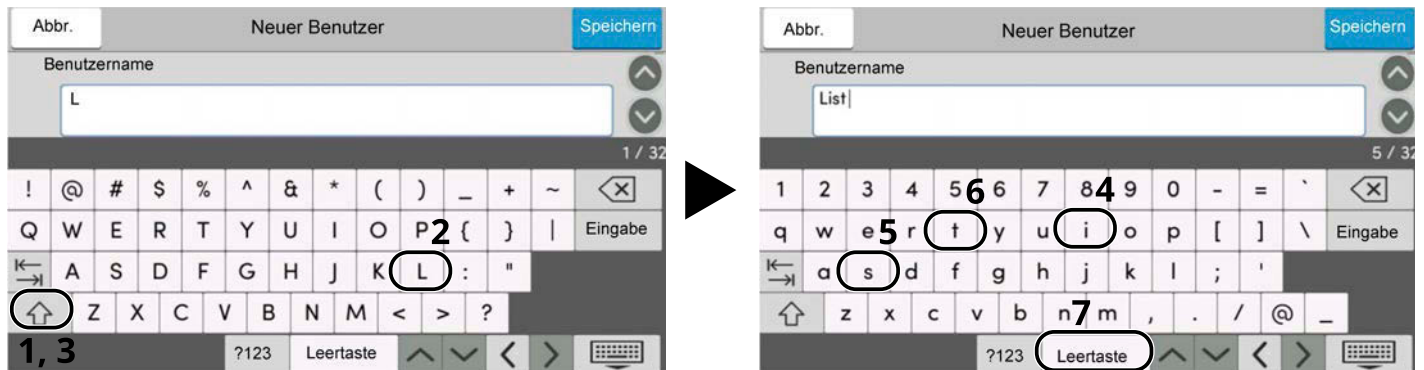 Abbr. Neuer Benutzer Speichern
Benutzername
L
1 / 32
! @ # $ % ^ & * ( ) _ + ~
Q W E R T Y U I O P { } | Eingabe
A S D F G H J K L : "
Z X C V B N M < > ?
?123 Leertaste
1, 3
2
Abbr. Neuer Benutzer Speichern
Benutzername
List
5 / 32
1 2 3 4 5 6 7 8 9 0 - = `
q w e r t y u i o p [ ] \ Eingabe
a s d f g h j k l ; '
z x c v b n m , . / @ _
?123 Leertaste
6
4
5
7